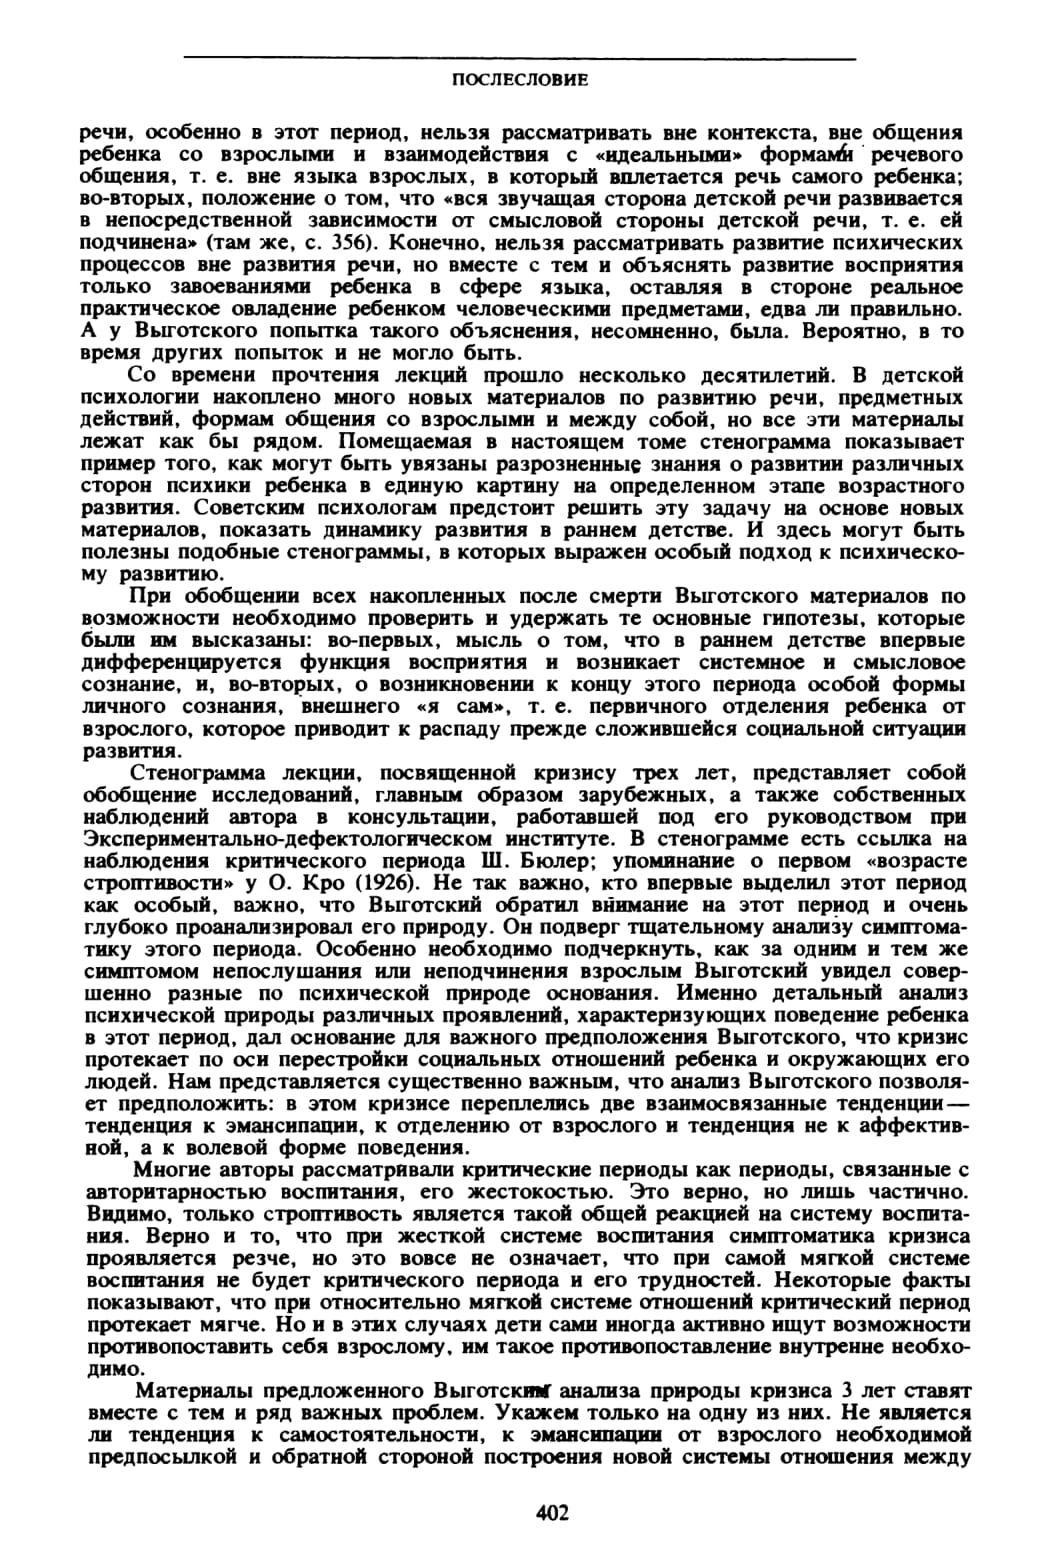 ПОСЛЕСЛОВИЕ
речи, особенно в этот период, нельзя рассматривать вне контекста, вне общения
ребенка со взрослыми и взаимодействия с «идеальными» формами речевого
общения, т. е. вне языка взрослых, в который вплетается речь самого ребенка;
во-вторых, положение о том, что «вся звучащая сторона детской речи развивается
в непосредственной зависимости от смысловой стороны детской речи, т. е. ей
подчинена» (там же, с. 356). Конечно, нельзя рассматривать развитие психических
процессов вне развития речи, но вместе с тем и объяснять развитие восприятия
только завоеваниями ребенка в сфере языка, оставляя в стороне реальное
практическое овладение ребенком человеческими предметами, едва ли правильно.
А у Выготского попытка такого объяснения, несомненно, была. Вероятно, в то
время других попыток и не могло быть.
Со времени прочтения лекций прошло несколько десятилетий. В детской
психологии накоплено много новых материалов по развитию речи, предметных
действий, формам общения со взрослыми и между собой, но все эти материалы
лежат как бы рядом. Помещаемая в настоящем томе стенограмма показывает
пример того, как могут быть увязаны разрозненные знания о развитии различных
сторон психики ребенка в единую картину на определенном этапе возрастного
развития. Советским психологам предстоит решить эту задачу на основе новых
материалов, показать динамику развития в раннем детстве. И здесь могут быть
полезны подобные стенограммы, в которых выражен особый подход к психическо-
му развитию.
При обобщении всех накопленных после смерти Выготского материалов по
возможности необходимо проверить и удержать те основные гипотезы, которые
были им высказаны: во-первых, мысль о том, что в раннем детстве впервые
дифференцируется функция восприятия и возникает системное и смысловое
сознание, и, во-вторых, о возникновении к концу этого периода особой формы
личного сознания, внешнего «я сам», т. е. первичного отделения ребенка от
взрослого, которое приводит к распаду прежде сложившейся социальной ситуации
развития.
Стенограмма лекции, посвященной кризису трех лет, представляет собой
обобщение исследований, главным образом зарубежных, а также собственных
наблюдений автора в консультации, работавшей под его руководством при
Экспериментально-дефектологическом институте. В стенограмме есть ссылка на
наблюдения критического периода Ш. Бюлер; упоминание о первом «возрасте
строптивости» у О. Кро (1926). Не так важно, кто впервые выделил этот период
как особый, важно, что Выготский обратил внимание на этот период и очень
глубоко проанализировал его природу. Он подверг тщательному анализу симптома-
тику этого периода. Особенно необходимо подчеркнуть, как за одним и тем же
симптомом непослушания или неподчинения взрослым Выготский увидел совер-
шенно разные по психической природе основания. Именно детальный анализ
психической природы различных проявлений, характеризующих поведение ребенка
в этот период, дал основание для важного предположения Выготского, что кризис
протекает по оси перестройки социальных отношений ребенка и окружающих его
людей. Нам представляется существенно важным, что анализ Выготского позволя-
ет предположить: в этом кризисе переплелись две взаимосвязанные тенденции—
тенденция к эмансипации, к отделению от взрослого и тенденция не к аффектив-
ной, а к волевой форме поведения.
Многие авторы рассматривали критические периоды как периоды, связанные с
авторитарностью воспитания, его жестокостью. Это верно, но лишь частично.
Видимо, только строптивость является такой общей реакцией на систему воспита-
ния. Верно и то, что при жесткой системе воспитания симптоматика кризиса
проявляется резче, но это вовсе не означает, что при самой мягкой системе
воспитания не будет критического периода и его трудностей. Некоторые факты
показывают, что при относительно мягкой системе отношений критический период
протекает мягче. Но и в этих случаях дети сами иногда активно ищут возможности
противопоставить себя взрослому, им такое противопоставление внутренне необхо-
димо.
Материалы предложенного Выготским анализа природы кризиса 3 лет ставят
вместе с тем и ряд важных проблем. Укажем только на одну из них. Не является
ли тенденция к самостоятельности, к эмансипации от взрослого необходимой
предпосылкой и обратной стороной построения новой системы отношения между
402